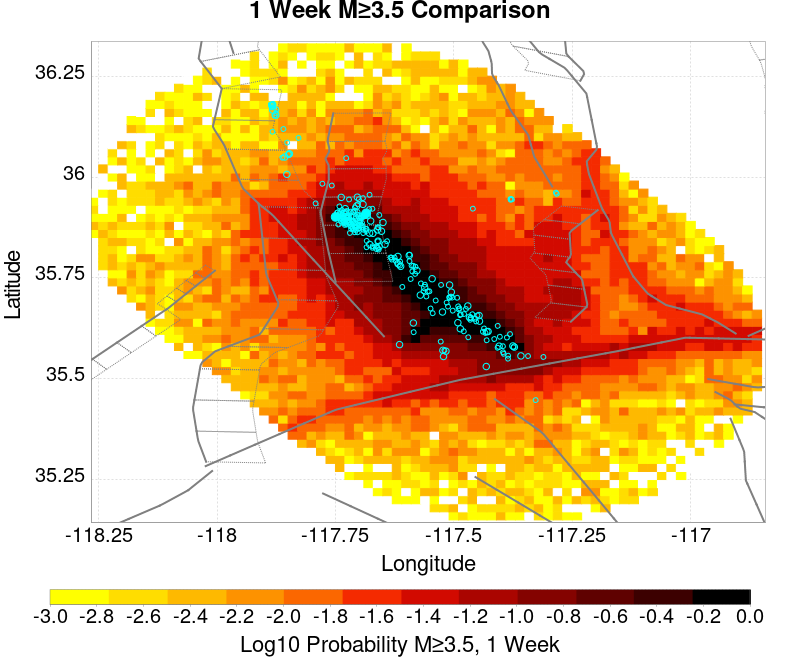 1 Week M≥3.5 Comparison
36.25
36
35.75
35.5
35.25
Latitude
-118.25 -118 -117.75 -117.5 -117.25 -117
Longitude
-3.0 -2.8 -2.6 -2.4 -2.2 -2.0 -1.8 -1.6 -1.4 -1.2 -1.0 -0.8 -0.6 -0.4 -0.2 0.0
Log10 Probability M≥3.5, 1 Week